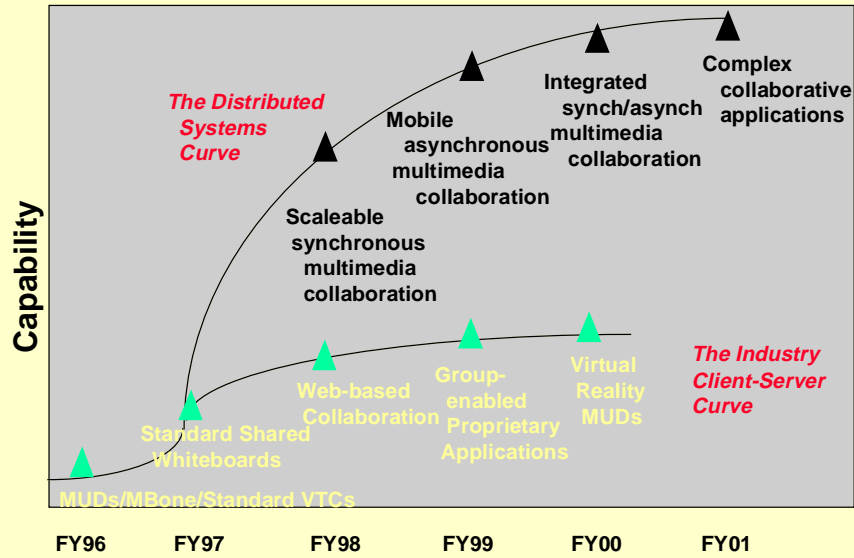 Capability
The Distributed
Systems
Curve
Scaleable
synchronous
multimedia
collaboration
Mobile
asynchronous
multimedia
collaboration
Integrated
synch/asynch
multimedia
collaboration
Complex
collaborative
applications
MUDs/MBone/Standard VTCs
Standard Shared
Whiteboards
Web-based
Collaboration
Group-
enabled
Proprietary
Applications
Virtual
Reality
MUDs
The Industry
Client-Server
Curve
FY96
FY97
FY98
FY99
FY00
FY01